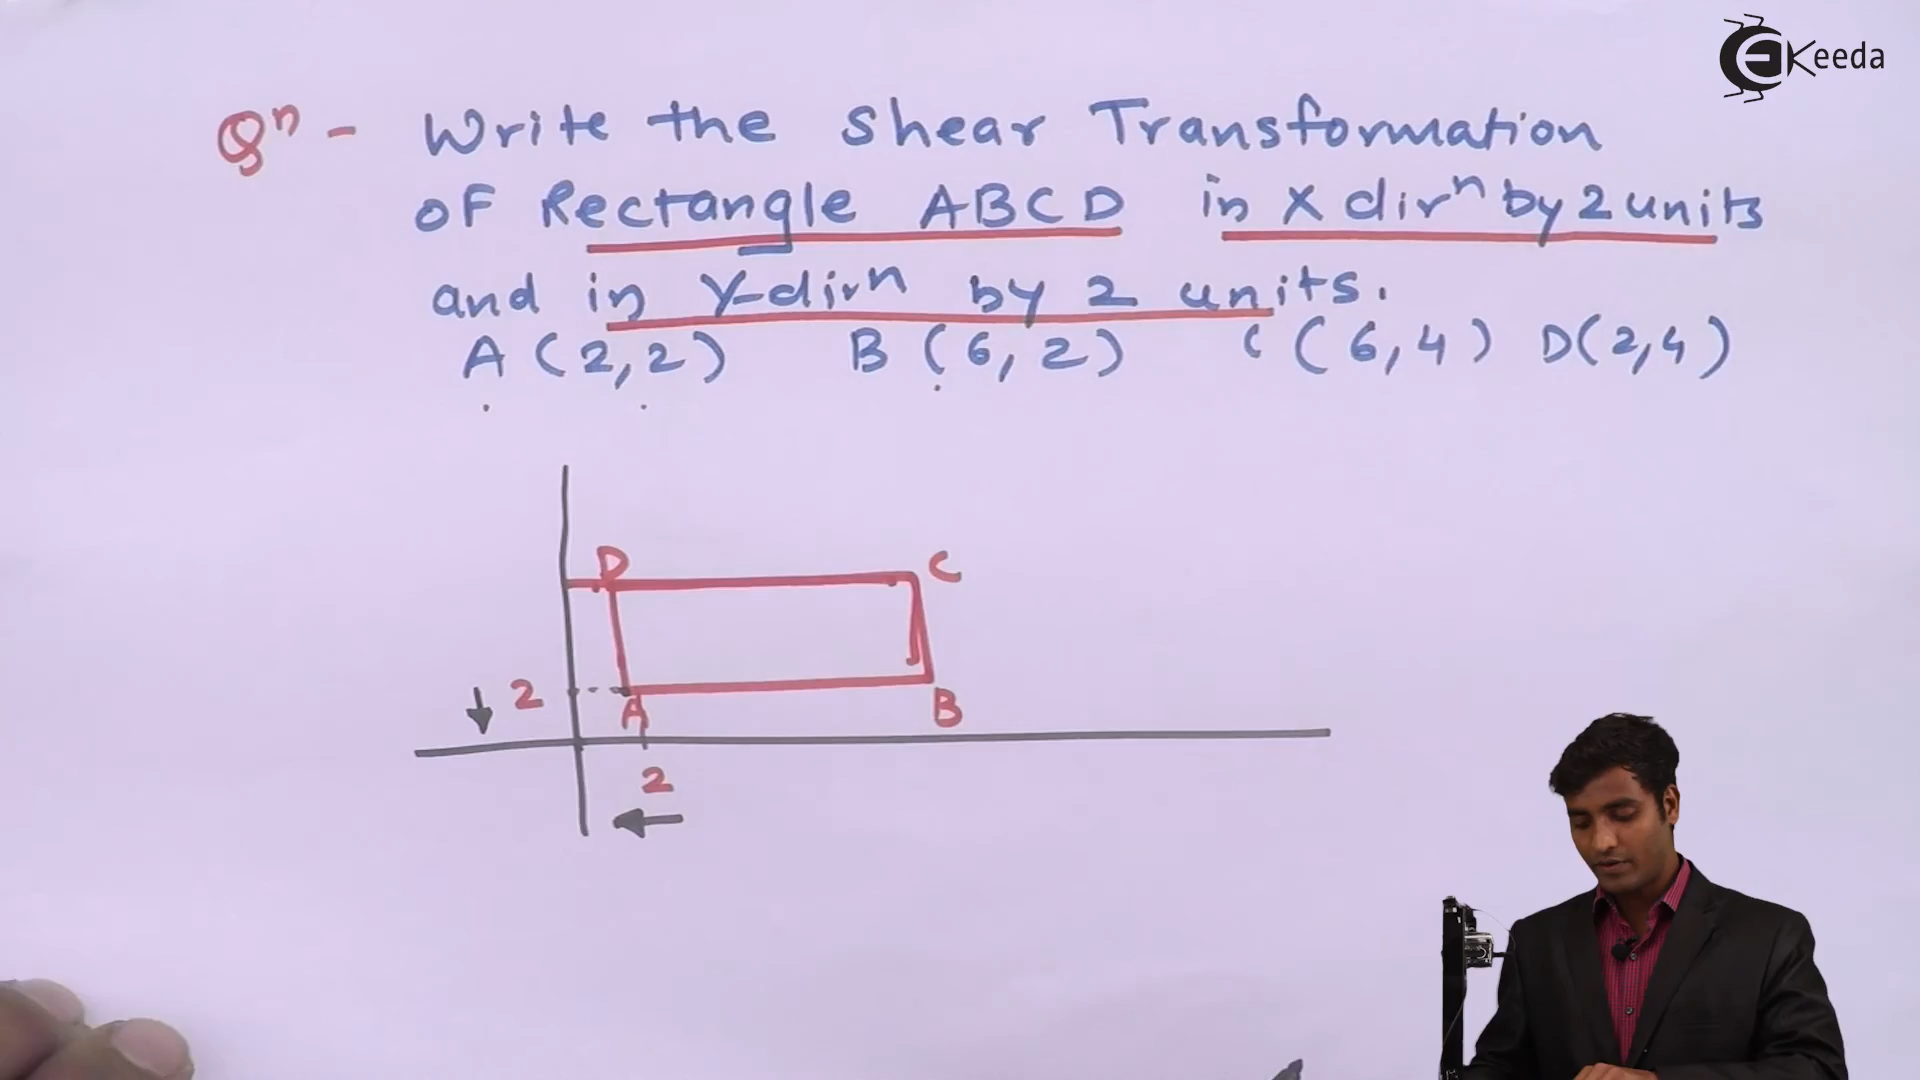 EKeeda
Qn - Write the Shear Transformation
of Rectangle ABCD in X dirn by 2 units
and in Y-dirn by 2 units.
A (2,2) B (6,2) C (6,4) D(2,4)
D C
2 A B
2